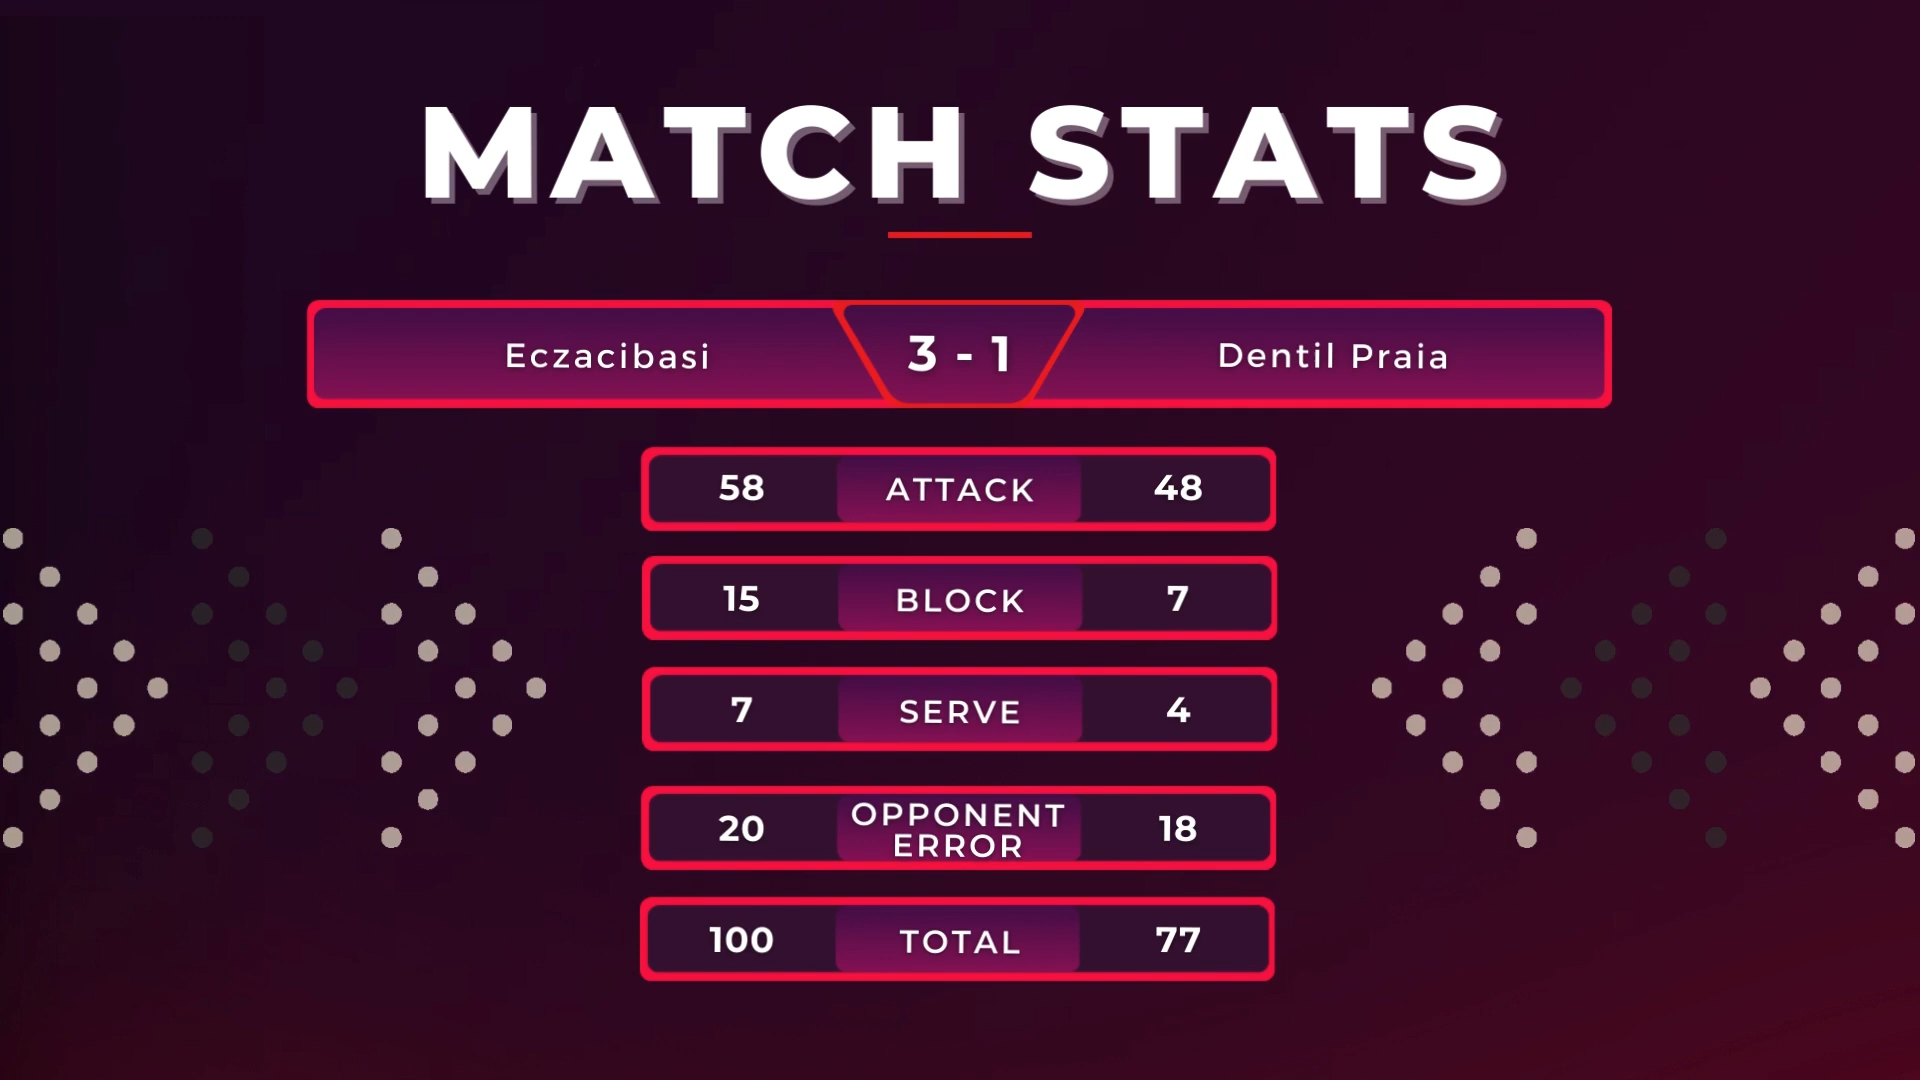 MATCH STATS
Eczacibasi 3 - 1 Dentil Praia
58 ATTACK 48
15 BLOCK 7
7 SERVE 4
20 OPPONENT ERROR 18
100 TOTAL 77